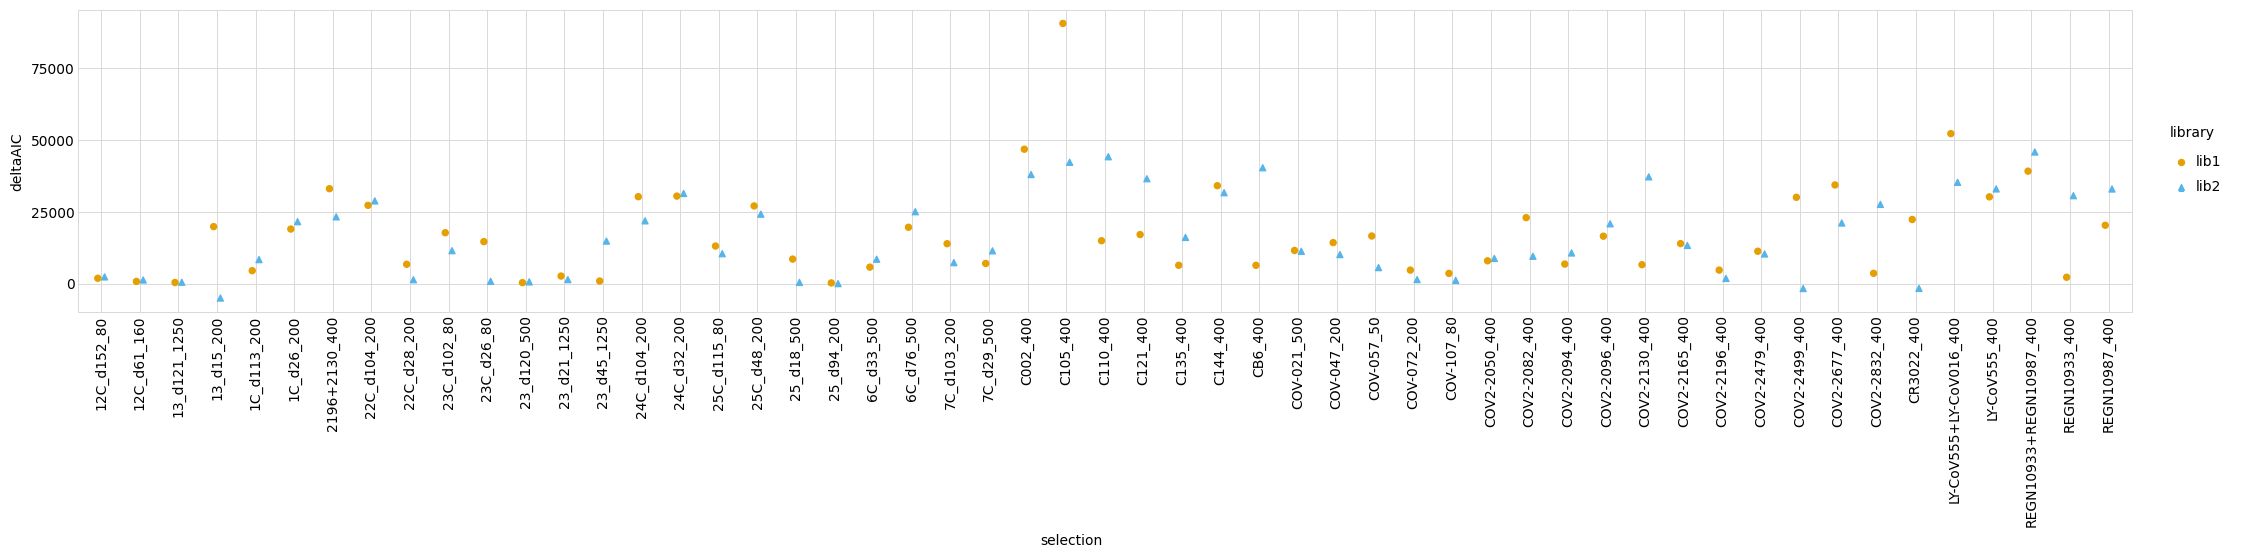 deltaAIC
75000
50000
25000
0
12C_d152_80
12C_d61_160
13_d121_1250
13_d15_200
1C_d113_200
1C_d26_200
2196+2130_400
22C_d104_200
22C_d28_200
23C_d102_80
23C_d26_80
23_d120_500
23_d21_1250
23_d45_1250
24C_d104_200
24C_d32_200
25C_d115_80
25C_d48_200
25_d18_500
25_d94_200
6C_d33_500
6C_d76_500
7C_d103_200
7C_d29_500
C002_400
C105_400
C110_400
C121_400
C135_400
C144_400
CB6_400
COV-021_500
COV-047_200
COV-057_50
COV-072_200
COV-107_80
COV2-2050_400
COV2-2082_400
COV2-2094_400
COV2-2096_400
COV2-2130_400
COV2-2165_400
COV2-2196_400
COV2-2479_400
COV2-2499_400
COV2-2677_400
COV2-2832_400
CR3022_400
LY-CoV555+LY-CoV016_400
LY-CoV555_400
REGN10933+REGN10987_400
REGN10933_400
REGN10987_400
selection
library
lib1
lib2